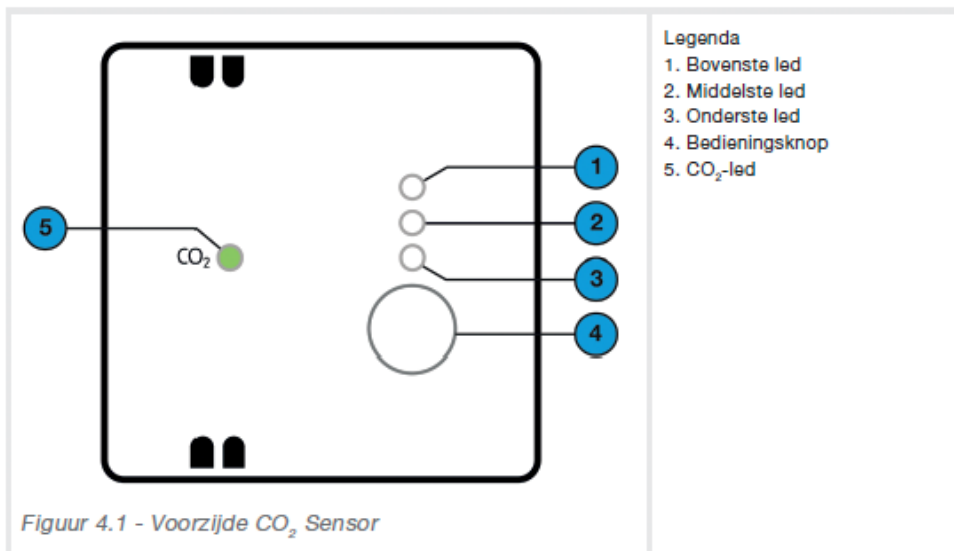 Legenda
1. Bovenste led
2. Middelste led
3. Onderste led
4. Bedieningsknop
5. CO₂-led
1
2
5
CO₂
3
4
Figuur 4.1 - Voorzijde CO₂ Sensor